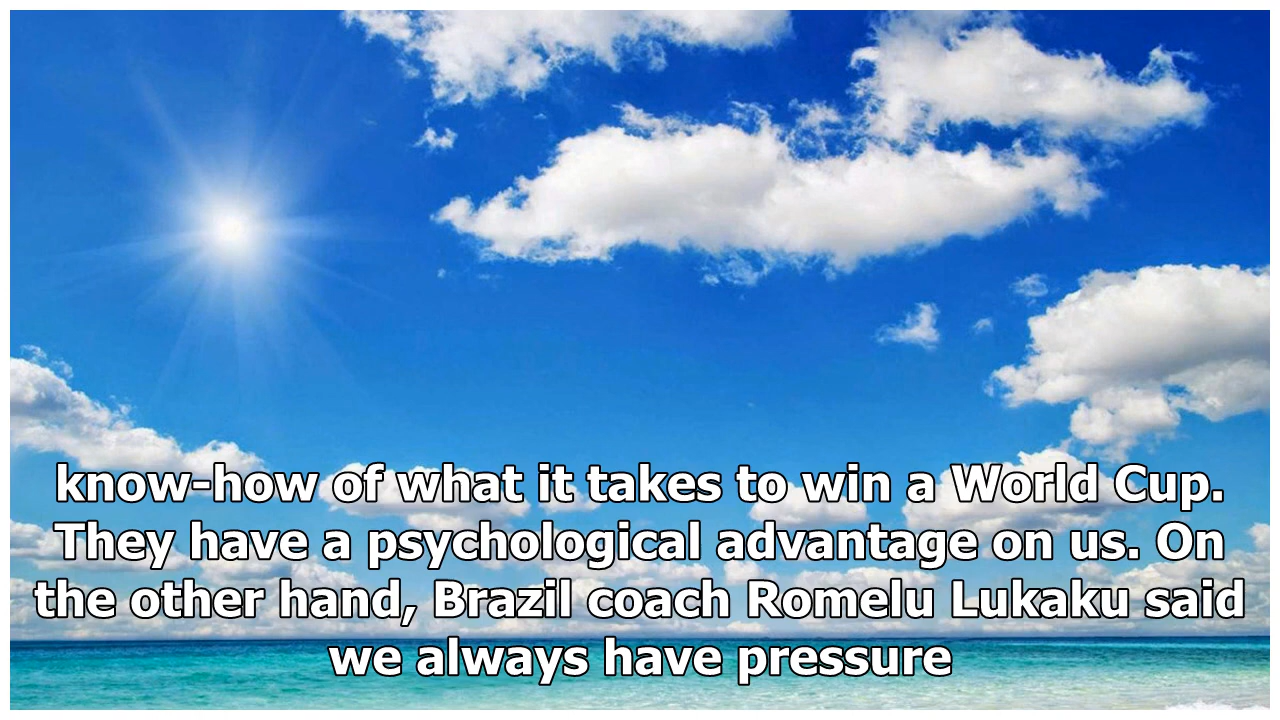 know-how of what it takes to win a World Cup.
They have a psychological advantage on us. On
the other hand, Brazil coach Romelu Lukaku said
we always have pressure